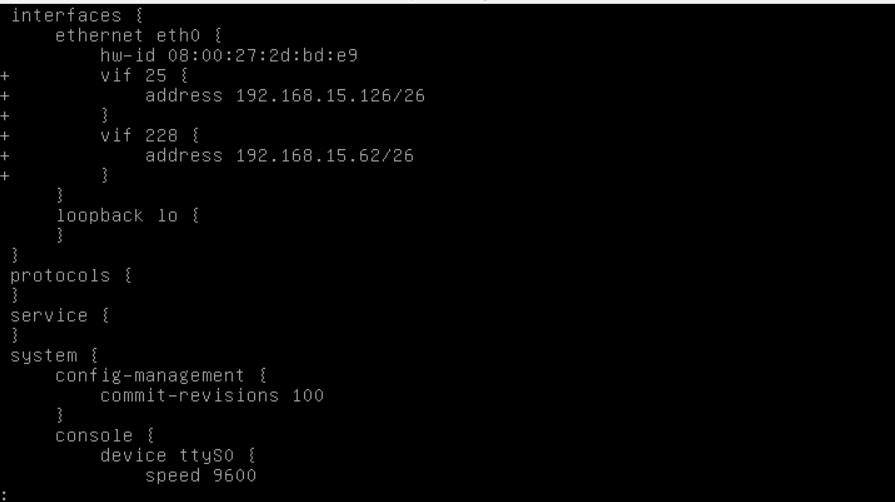 interfaces {
     ethernet eth0 {
         hw-id 08:00:27:2d:bd:e9
+        vif 25 {
+            address 192.168.15.126/26
+        }
+        vif 228 {
+            address 192.168.15.62/26
+        }
     }
     loopback lo {
     }
 }
 protocols {
 }
 service {
 }
 system {
     config-management {
         commit-revisions 100
     }
     console {
         device ttyS0 {
             speed 9600
: